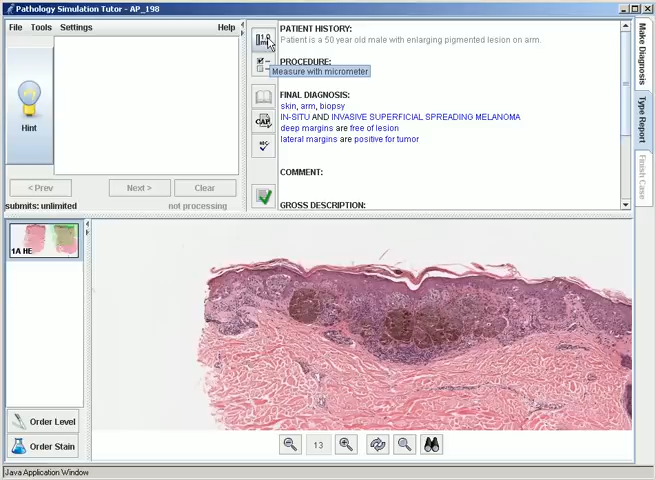 Pathology Simulation Tutor - AP_198
File Tools Settings Help
Hint
< Prev Next > Clear
submits: unlimited not processing
1.0
CAP
ABC
Measure with micrometer
PATIENT HISTORY:
Patient is a 50 year old male with enlarging pigmented lesion on arm.
PROCEDURE:
FINAL DIAGNOSIS:
skin, arm, biopsy
IN-SITU AND INVASIVE SUPERFICIAL SPREADING MELANOMA
deep margins are free of lesion
lateral margins are positive for tumor
COMMENT:
GROSS DESCRIPTION:
Make Diagnosis
Type Report
Finish Case
1A HE
Order Level
Order Stain
13
Java Application Window